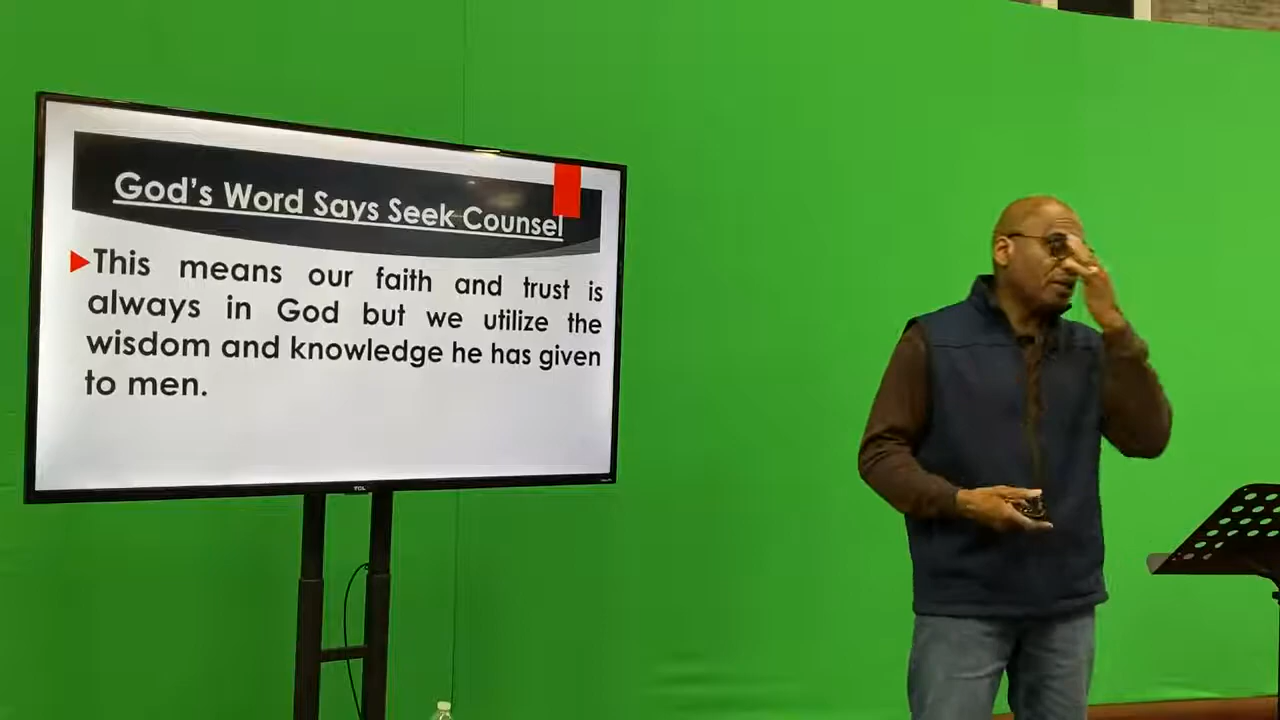 God's Word Says Seek Counsel
This means our faith and trust is
always in God but we utilize the
wisdom and knowledge he has given
to men.
TCL